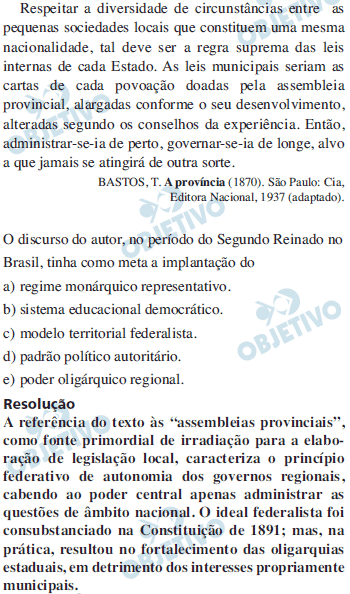 Respeitar a diversidade de circunstâncias entre as
pequenas sociedades locais que constituem uma mesma
nacionalidade, tal deve ser a regra suprema das leis
internas de cada Estado. As leis municipais seriam as
cartas de cada povoação doadas pela assembleia
provincial, alargadas conforme o seu desenvolvimento,
alteradas segundo os conselhos da experiência. Então,
administrar-se-ia de perto, governar-se-ia de longe, alvo
a que jamais se atingirá de outra sorte.
BASTOS, T. A província (1870). São Paulo: Cia,
Editora Nacional, 1937 (adaptado).
O discurso do autor, no período do Segundo Reinado no
Brasil, tinha como meta a implantação do
a) regime monárquico representativo.
b) sistema educacional democrático.
c) modelo territorial federalista.
d) padrão político autoritário.
e) poder oligárquico regional.
Resolução
A referência do texto às “assembleias provinciais”,
como fonte primordial de irradiação para a elabo-
ração de legislação local, caracteriza o princípio
federativo de autonomia dos governos regionais,
cabendo ao poder central apenas administrar as
questões de âmbito nacional. O ideal federalista foi
consubstanciado na Constituição de 1891; mas, na
prática, resultou no fortalecimento das oligarquias
estaduais, em detrimento dos interesses propriamente
municipais.
OBJETIVO
OBJETIVO
OBJETIVO
OBJETIVO
OBJETIVO
OBJETIVO
OBJETIVO